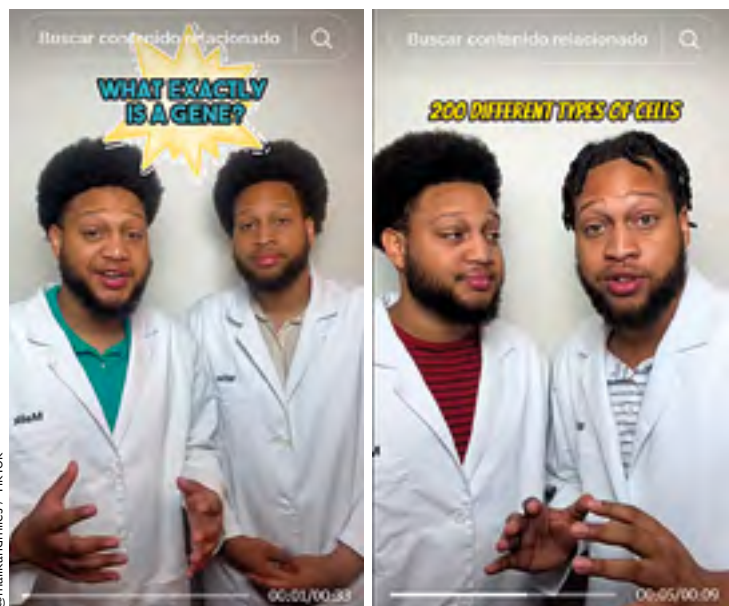 Buscar contenido relacionado
WHAT EXACTLY
IS A GENE?
00:01/00:33
Buscar contenido relacionado
200 DIFFERENT TYPES OF CELLS
00:05/00:09